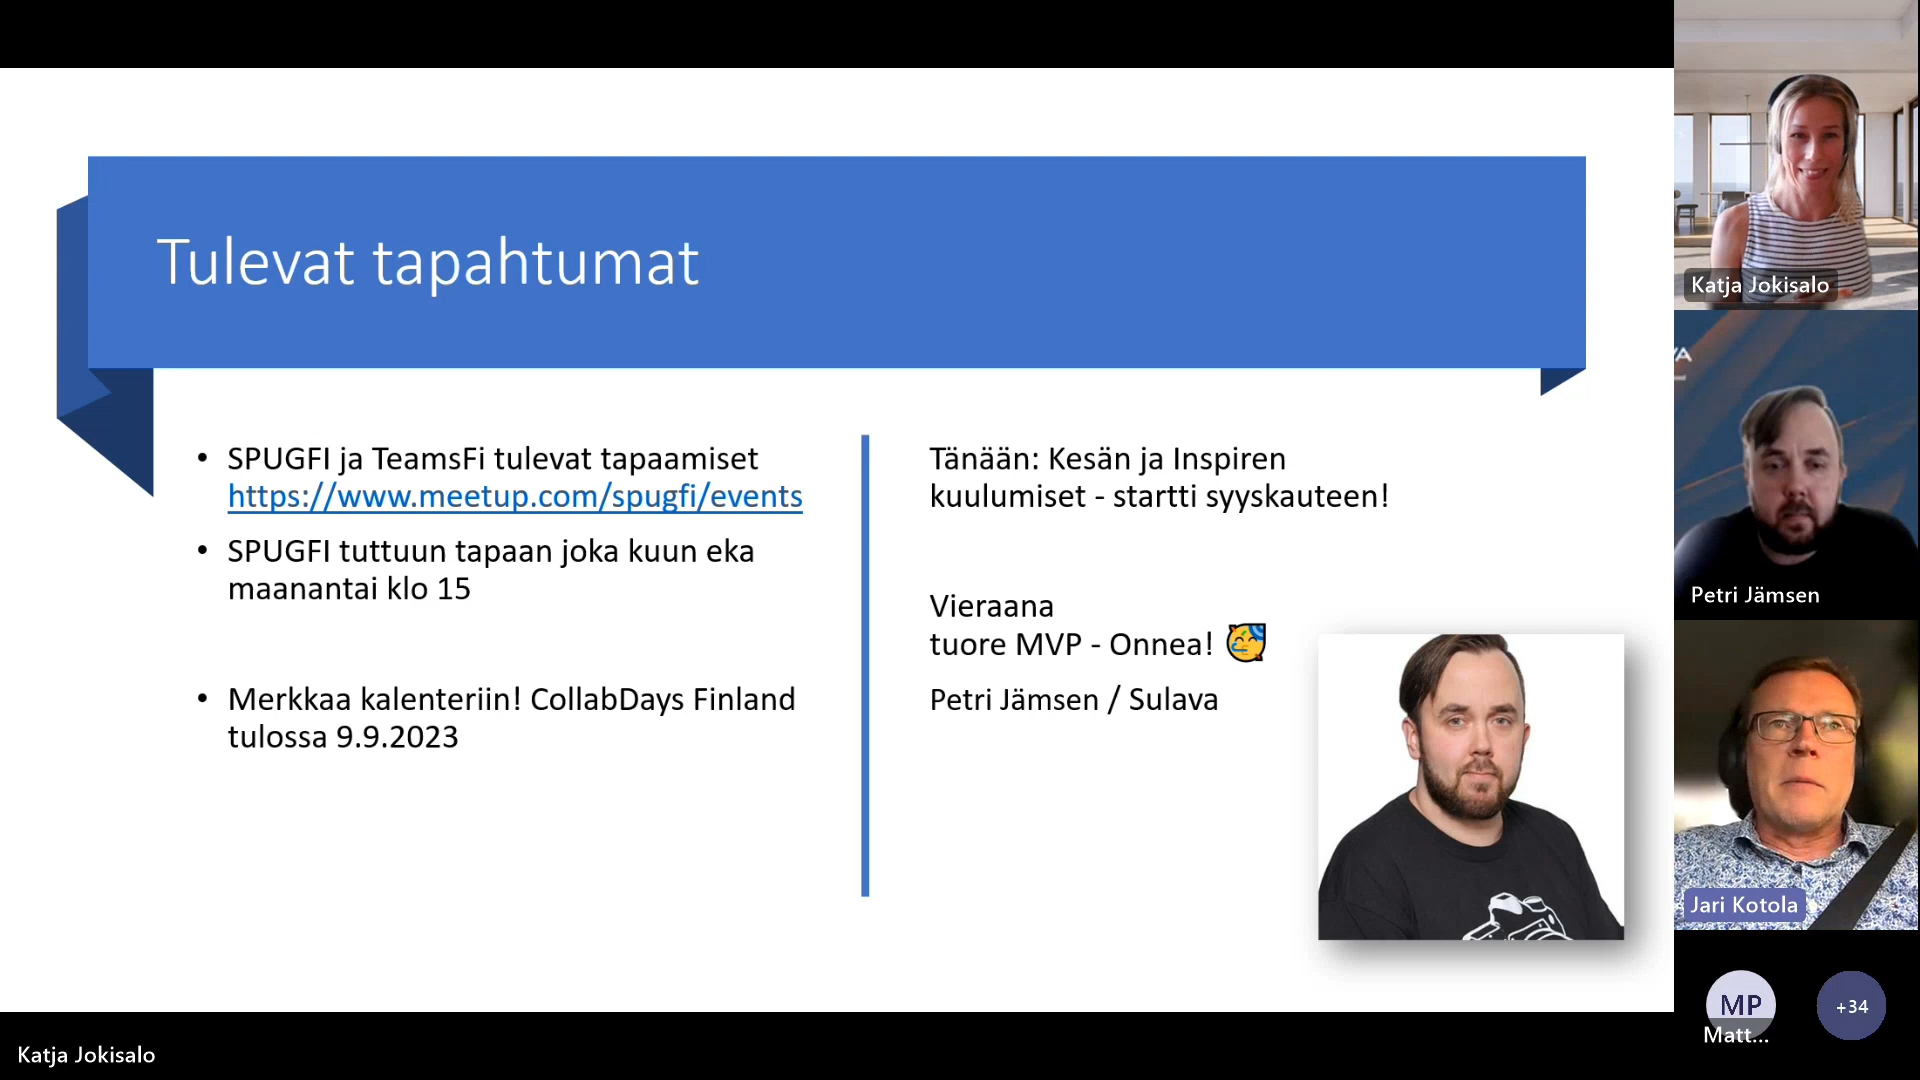 Tulevat tapahtumat
• SPUGFI ja TeamsFi tulevat tapaamiset
https://www.meetup.com/spugfi/events
• SPUGFI tuttuun tapaan joka kuun eka
maanantai klo 15
• Merkkaa kalenteriin! CollabDays Finland
tulossa 9.9.2023
Tänään: Kesän ja Inspiren
kuulumiset - startti syyskauteen!
Vieraana
tuore MVP - Onnea! 🥳
Petri Jämsen / Sulava
Katja Jokisalo
VA
Petri Jämsen
Jari Kotola
MP
Matt...
+34
Katja Jokisalo